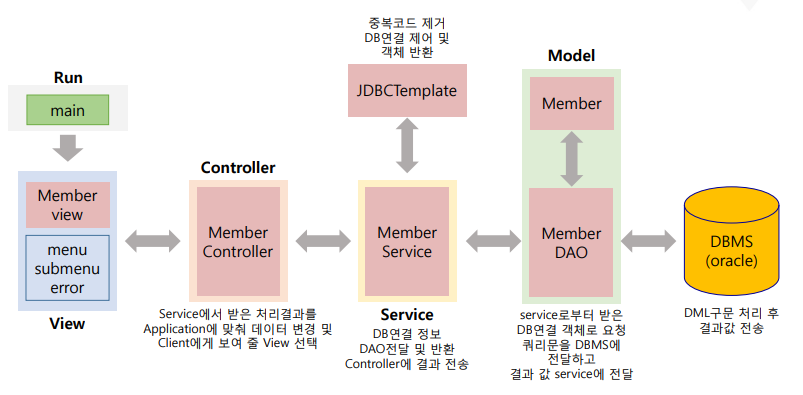 Run
main
Member
view
menu
submenu
error
View
Controller
Member
Controller
Service에서 받은 처리결과를
Application에 맞춰 데이터 변경 및
Client에게 보여 줄 View 선택
중복코드 제거
DB연결 제어 및
객체 반환
JDBCTemplate
Member
Service
Service
DB연결 정보
DAO전달 및 반환
Controller에 결과 전송
Model
Member
Member
DAO
service로부터 받은
DB연결 객체로 요청
쿼리문을 DBMS에
전달하고
결과 값 service에 전달
DBMS
(oracle)
DML구문 처리 후
결과값 전송